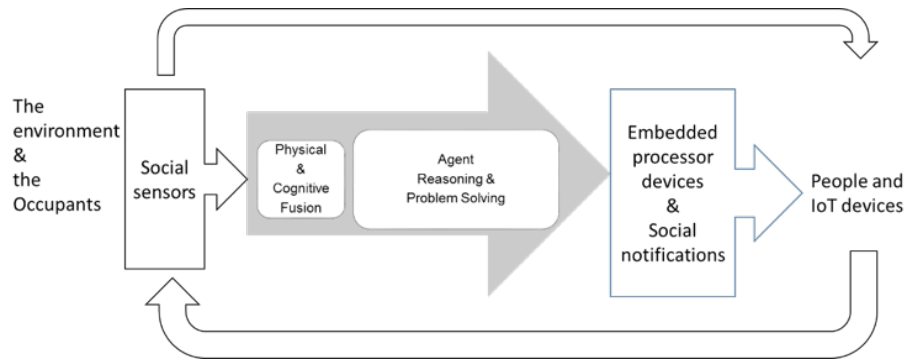 The
environment
&
the
Occupants
Social
sensors
Physical
&
Cognitive
Fusion
Agent
Reasoning &
Problem Solving
Embedded
processor
devices
&
Social
notifications
People and
IoT devices